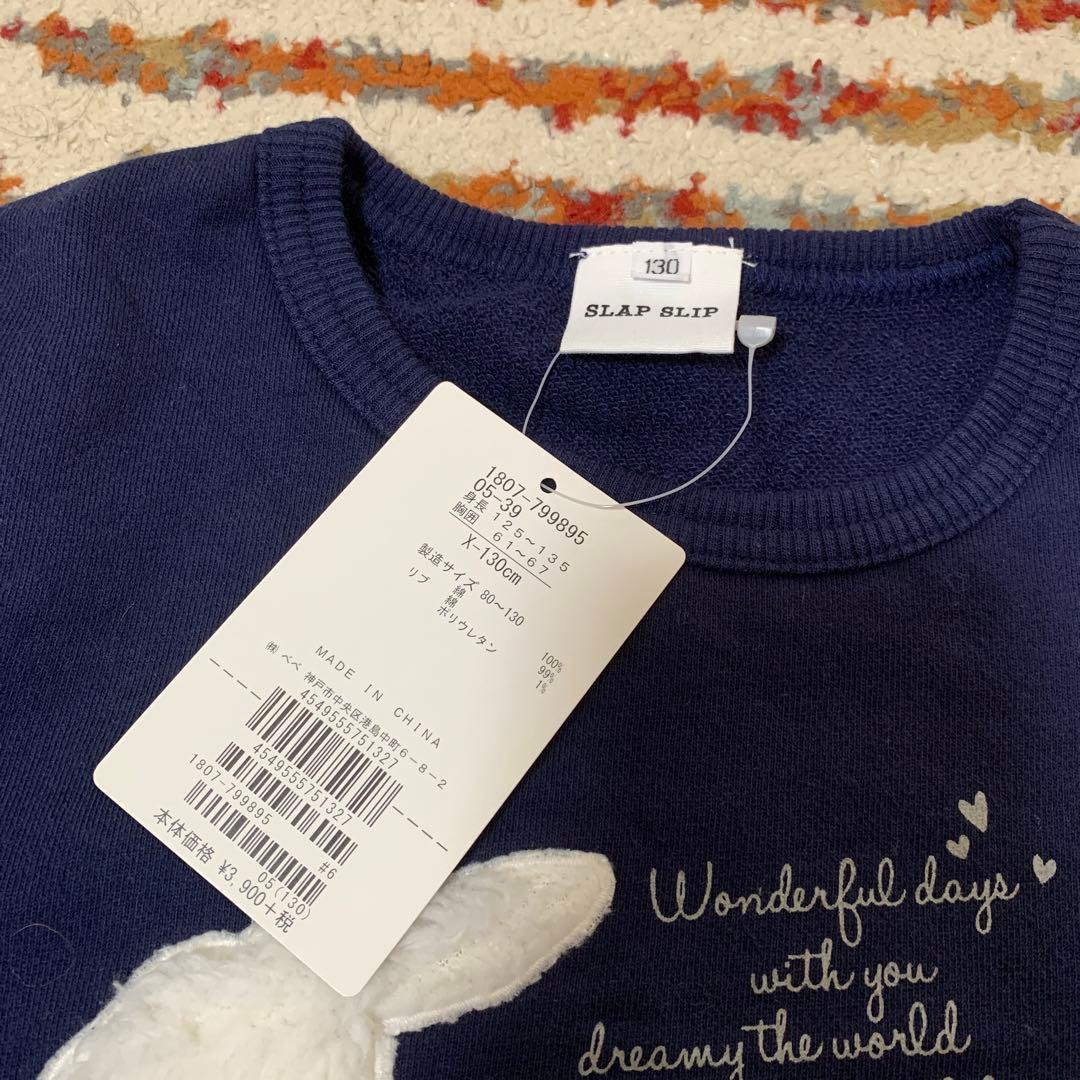 130
SLAP SLIP
1807-799895
05-39
身長 125～135
胸囲 61～67
X-130cm
製造サイズ 80～130
綿 100%
リブ 綿 99%
ポリウレタン 1%
MADE IN CHINA
㈱ べべ 神戸市中央区港島中町6-8-2
4549555751327
4549555751327
1807-799895
#6
05(130)
本体価格 ¥3,900+税
Wonderful days
with you
dreamy the world